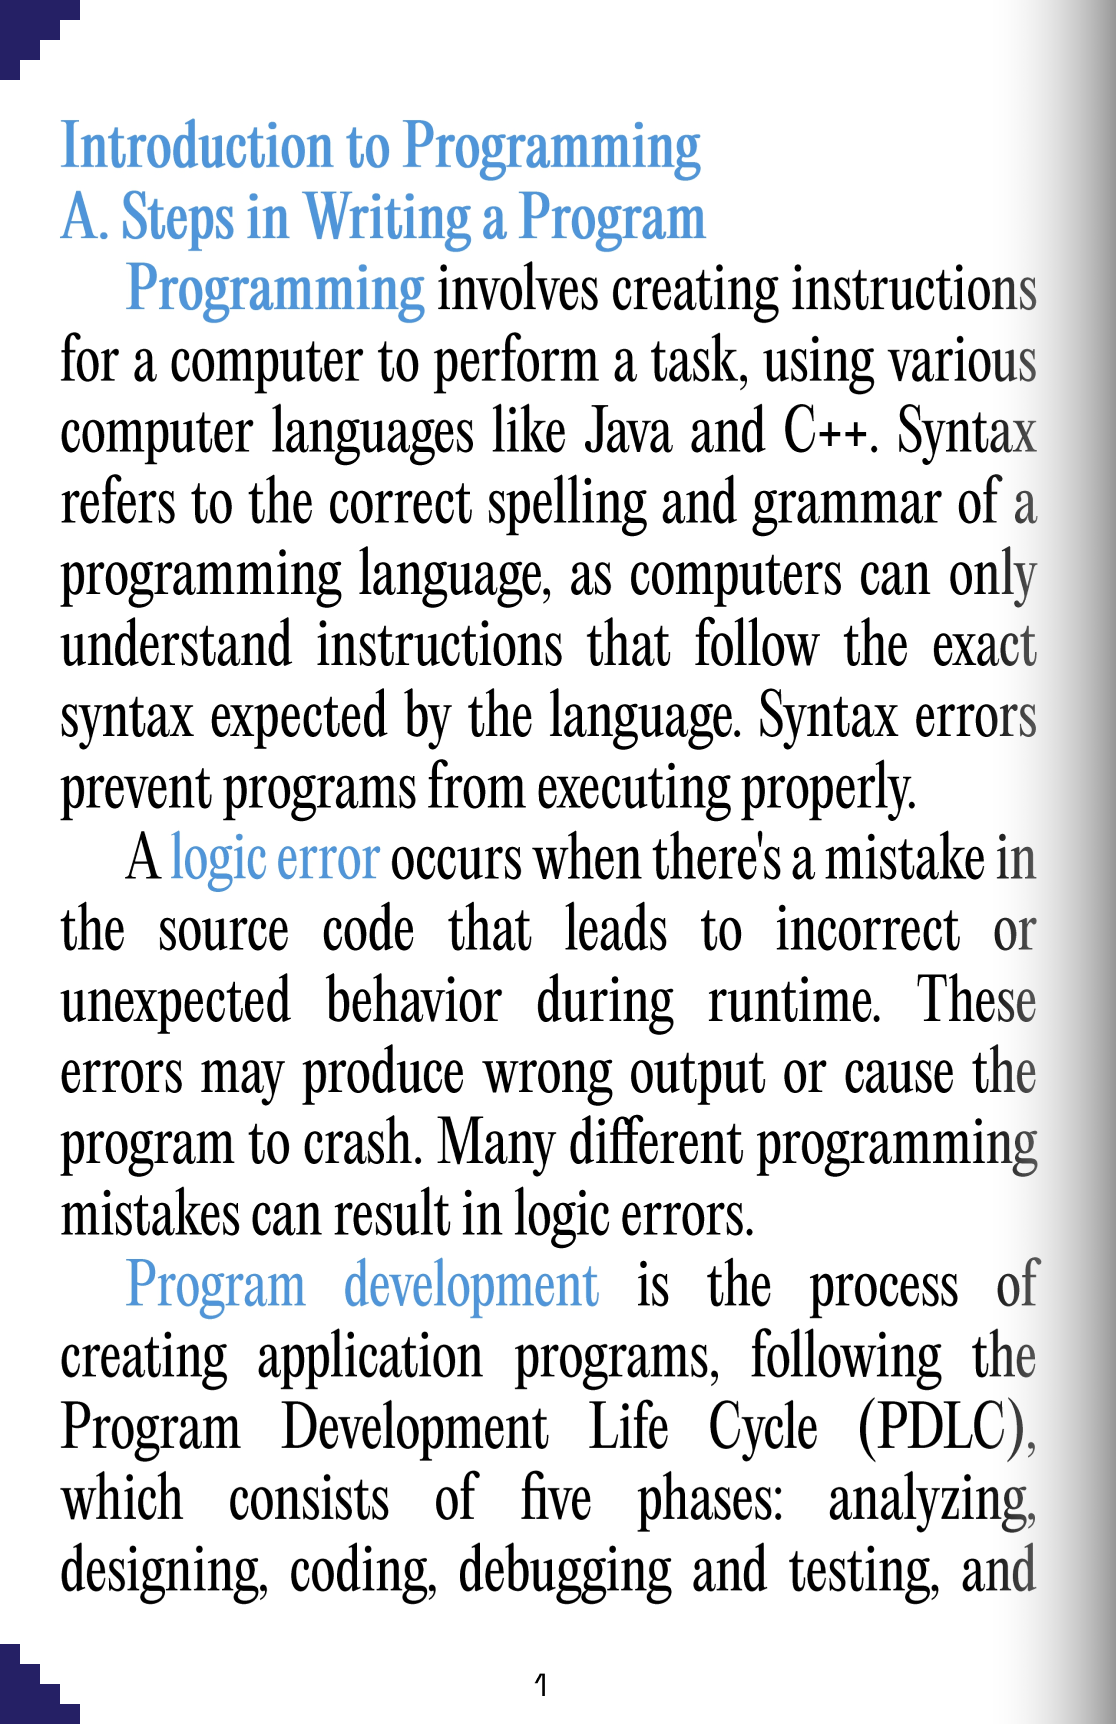 Introduction to Programming
A. Steps in Writing a Program
Programming involves creating instructions
for a computer to perform a task, using various
computer languages like Java and C++. Syntax
refers to the correct spelling and grammar of a
programming language, as computers can only
understand instructions that follow the exact
syntax expected by the language. Syntax errors
prevent programs from executing properly.
A logic error occurs when there's a mistake in
the source code that leads to incorrect or
unexpected behavior during runtime. These
errors may produce wrong output or cause the
program to crash. Many different programming
mistakes can result in logic errors.
Program development is the process of
creating application programs, following the
Program Development Life Cycle (PDLC),
which consists of five phases: analyzing,
designing, coding, debugging and testing, and
1